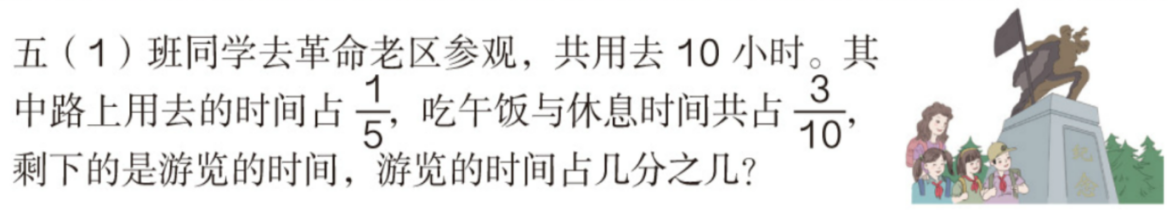 五（1）班同学去革命老区参观，共用去 10 小时。其
中路上用去的时间占 1/5，吃午饭与休息时间共占 3/10，
剩下的是游览的时间，游览的时间占几分之几？
纪
念